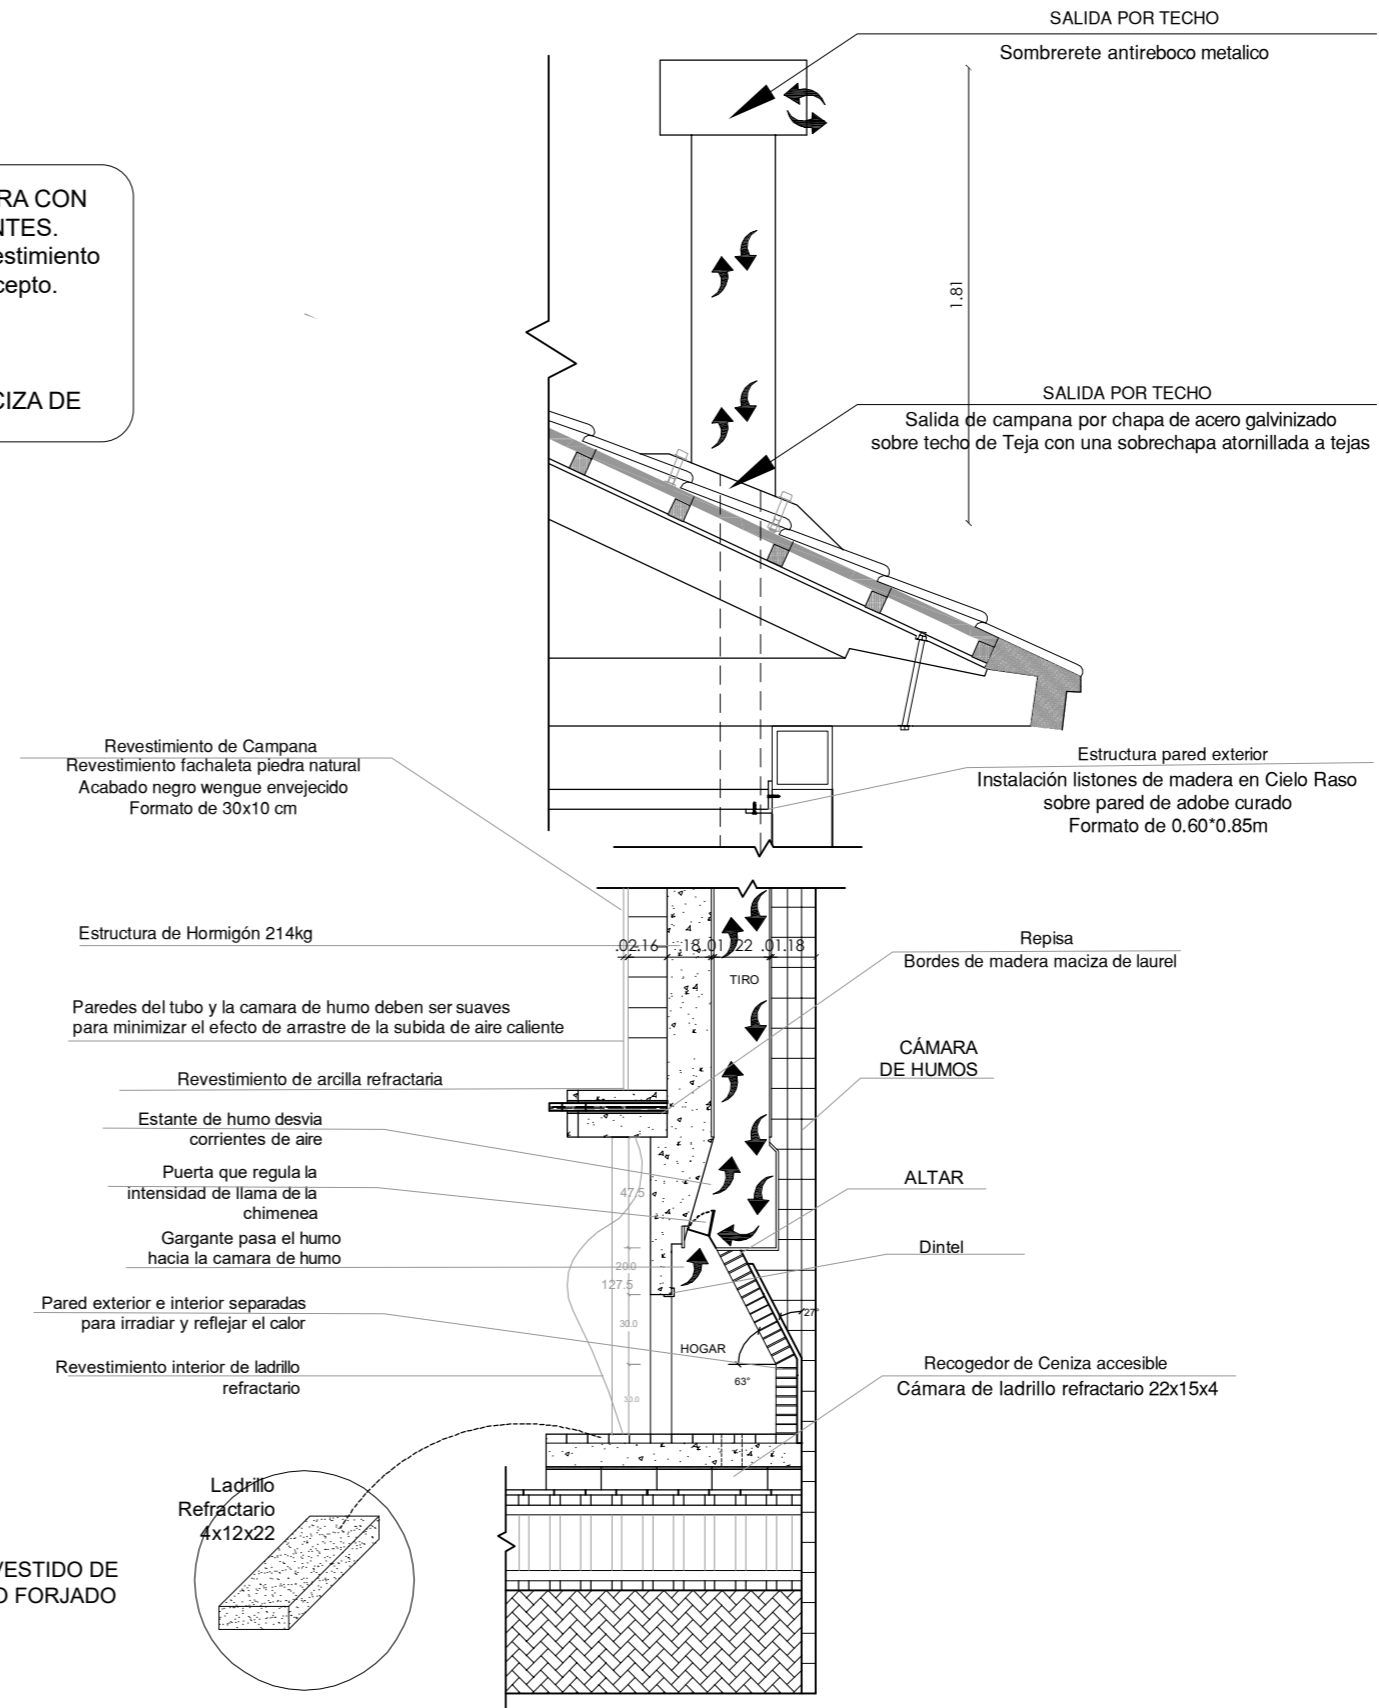 SALIDA POR TECHO
Sombrerete antireboco metalico
RA CON
NTES.
estimiento
cepto.
CIZA DE
1.81
SALIDA POR TECHO
Salida de campana por chapa de acero galvinizado
sobre techo de Teja con una sobrechapa atornillada a tejas
Revestimiento de Campana
Revestimiento fachaleta piedra natural
Acabado negro wengue envejecido
Formato de 30x10 cm
Estructura pared exterior
Instalación listones de madera en Cielo Raso
sobre pared de adobe curado
Formato de 0.60*0.85m
Estructura de Hormigón 214kg
.02.16 .18.01.22 .01.18
Repisa
Bordes de madera maciza de laurel
TIRO
Paredes del tubo y la camara de humo deben ser suaves
para minimizar el efecto de arrastre de la subida de aire caliente
CÁMARA
DE HUMOS
Revestimiento de arcilla refractaria
Estante de humo desvia
corrientes de aire
Puerta que regula la
intensidad de llama de la
chimenea
47.5
ALTAR
Gargante pasa el humo
hacia la camara de humo
Dintel
20.0
127.5
Pared exterior e interior separadas
para irradiar y reflejar el calor
30.0
27°
HOGAR
63°
Revestimiento interior de ladrillo
refractario
30.0
Recogedor de Ceniza accesible
Cámara de ladrillo refractario 22x15x4
Ladrillo
Refractario
4x12x22
VESTIDO DE
O FORJADO